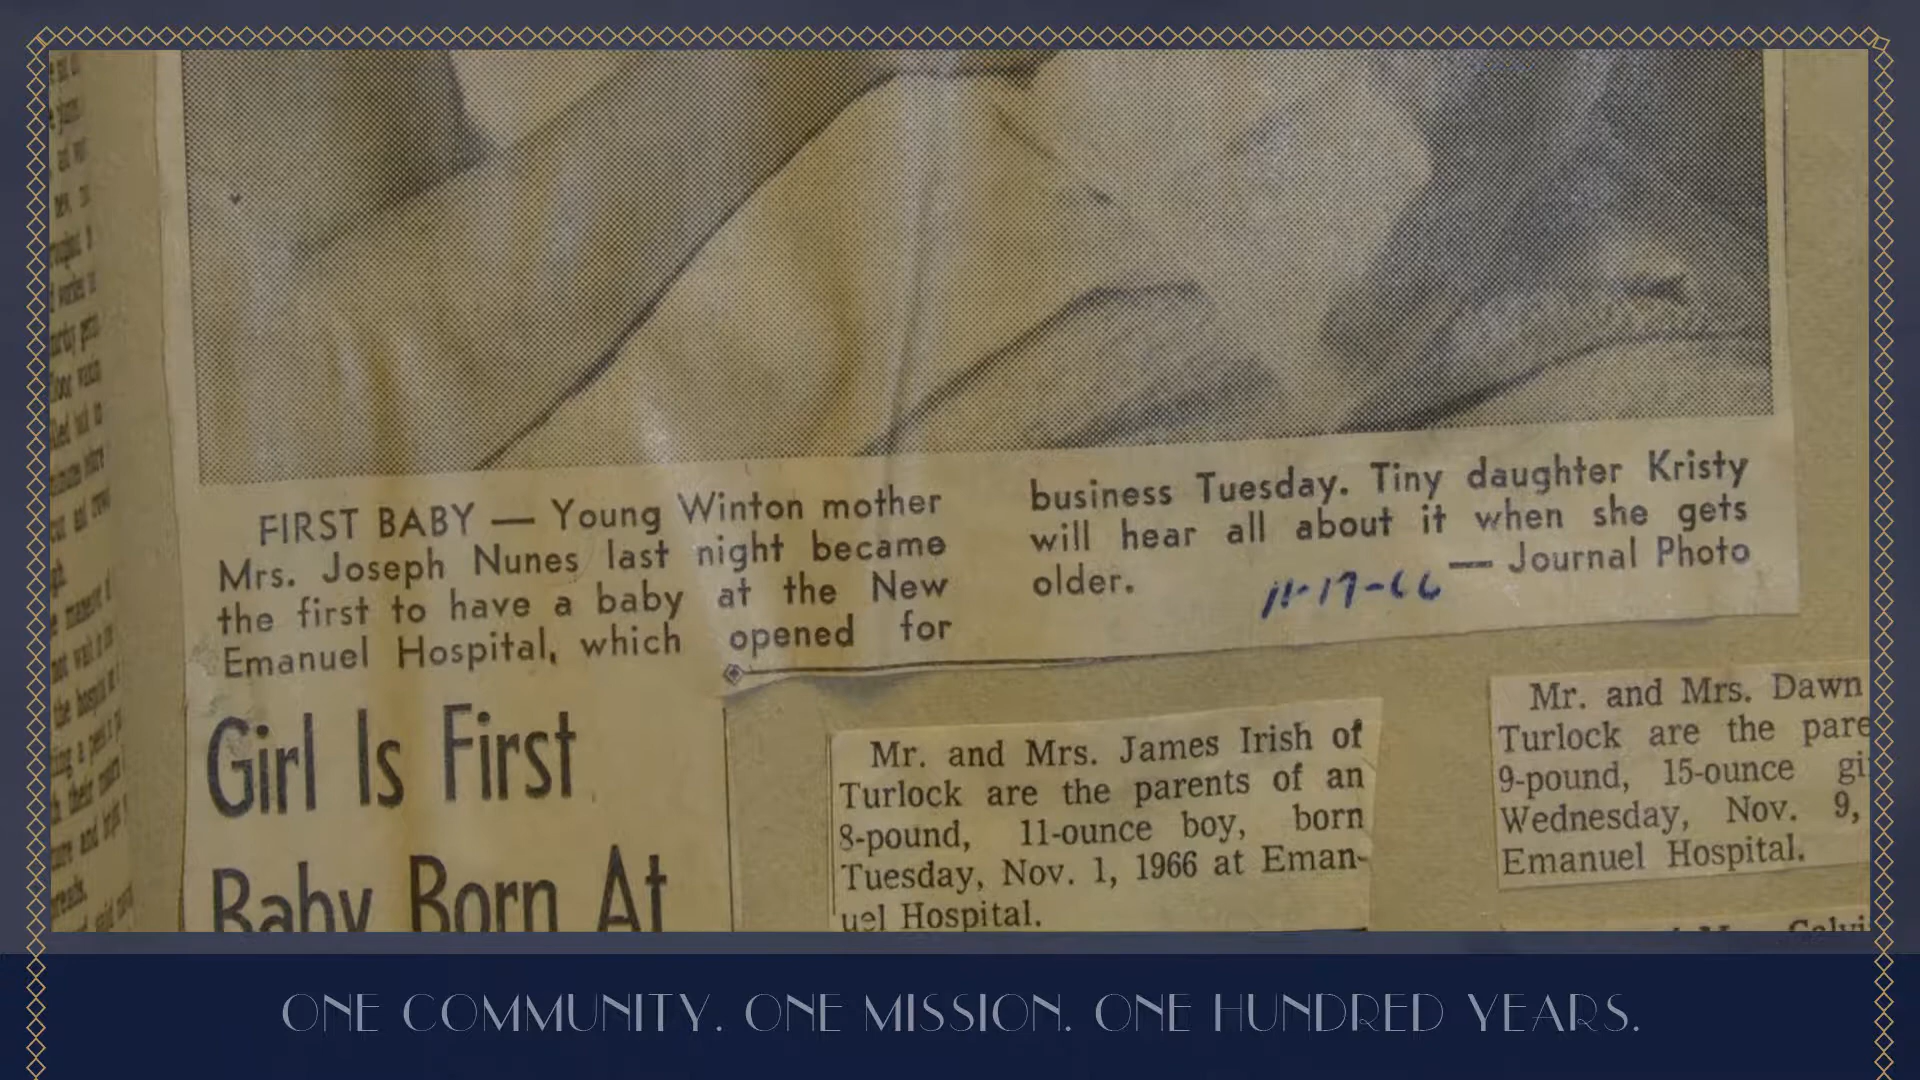 FIRST BABY — Young Winton mother
Mrs. Joseph Nunes last night became
the first to have a baby at the New
Emanuel Hospital, which opened for
business Tuesday. Tiny daughter Kristy
will hear all about it when she gets
older. — Journal Photo
11-17-66
Girl Is First
Baby Born At
Mr. and Mrs. James Irish of
Turlock are the parents of an
8-pound, 11-ounce boy, born
Tuesday, Nov. 1, 1966 at Eman-
uel Hospital.
Mr. and Mrs. Dawn
Turlock are the pare
9-pound, 15-ounce gi
Wednesday, Nov. 9,
Emanuel Hospital.
ONE COMMUNITY. ONE MISSION. ONE HUNDRED YEARS.